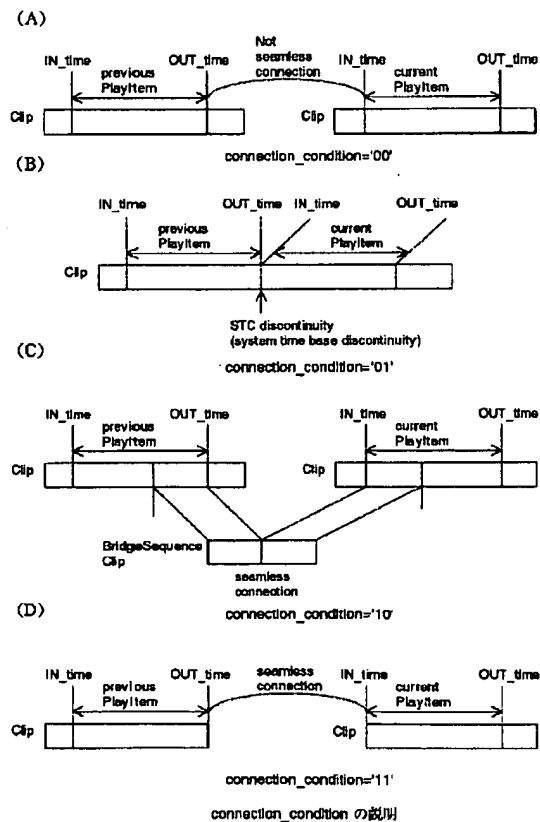 (A)
Not
seamless
connection
IN_time
OUT_time
IN_time
OUT_time
previous
PlayItem
current
PlayItem
Clip
Clip
connection_condition='00'
(B)
IN_time
OUT_time
IN_time
OUT_time
previous
PlayItem
current
PlayItem
Clip
STC discontinuity
(system time base discontinuity)
connection_condition='01'
(C)
IN_time
OUT_time
IN_time
OUT_time
previous
PlayItem
current
PlayItem
Clip
Clip
BridgeSequence
Clip
seamless
connection
connection_condition='10'
(D)
seamless
connection
IN_time
OUT_time
IN_time
OUT_time
previous
PlayItem
current
PlayItem
Clip
Clip
connection_condition='11'
connection_condition の説明